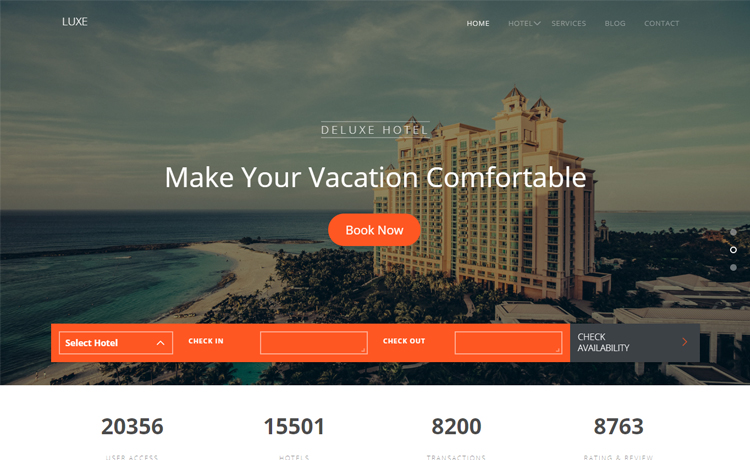 LUXE
HOME HOTEL SERVICES BLOG CONTACT
DELUXE HOTEL
Make Your Vacation Comfortable
Book Now
Select Hotel CHECK IN CHECK OUT CHECK
AVAILABILITY
20356 15501 8200 8763
USER ACCESS HOTELS TRANSACTIONS RATING & REVIEW